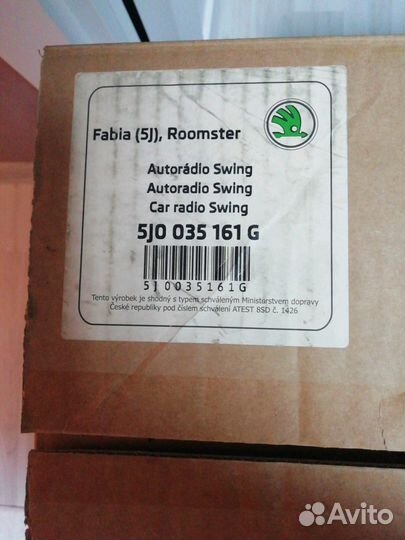 Fabia (5J), Roomster
Autorádio Swing
Autoradio Swing
Car radio Swing
5J0 035 161 G
5J0035161G
Tento výrobek je shodný s typem schváleným Ministerstvem dopravy
České republiky pod číslem schválení ATEST 8SD č. 1426
Avito